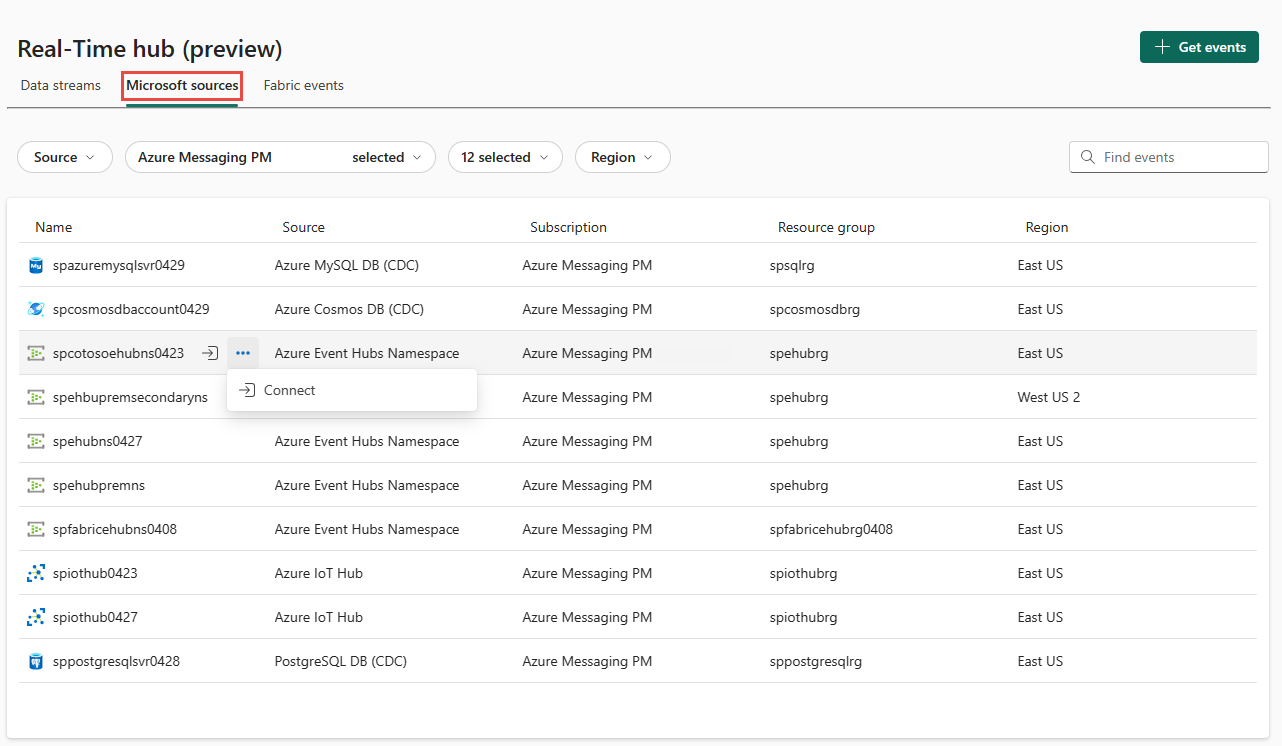 Real-Time hub (preview)
Get events
Data streams Microsoft sources Fabric events
Source Azure Messaging PM selected 12 selected Region Find events
Name Source Subscription Resource group Region
spazuremysqlsvr0429 Azure MySQL DB (CDC) Azure Messaging PM spsqlrg East US
spcosmosdbaccount0429 Azure Cosmos DB (CDC) Azure Messaging PM spcosmosdbrg East US
spcotosoehubns0423 Azure Event Hubs Namespace Azure Messaging PM spehubrg East US
Connect
spehbupremsecondaryns Azure Messaging PM spehubrg West US 2
spehubns0427 Azure Event Hubs Namespace Azure Messaging PM spehubrg East US
spehubpremns Azure Event Hubs Namespace Azure Messaging PM spehubrg East US
spfabricehubns0408 Azure Event Hubs Namespace Azure Messaging PM spfabricehubrg0408 East US
spiothub0423 Azure IoT Hub Azure Messaging PM spiothubrg East US
spiothub0427 Azure IoT Hub Azure Messaging PM spiothubrg East US
sppostgresqlsvr0428 PostgreSQL DB (CDC) Azure Messaging PM sppostgresqlrg East US